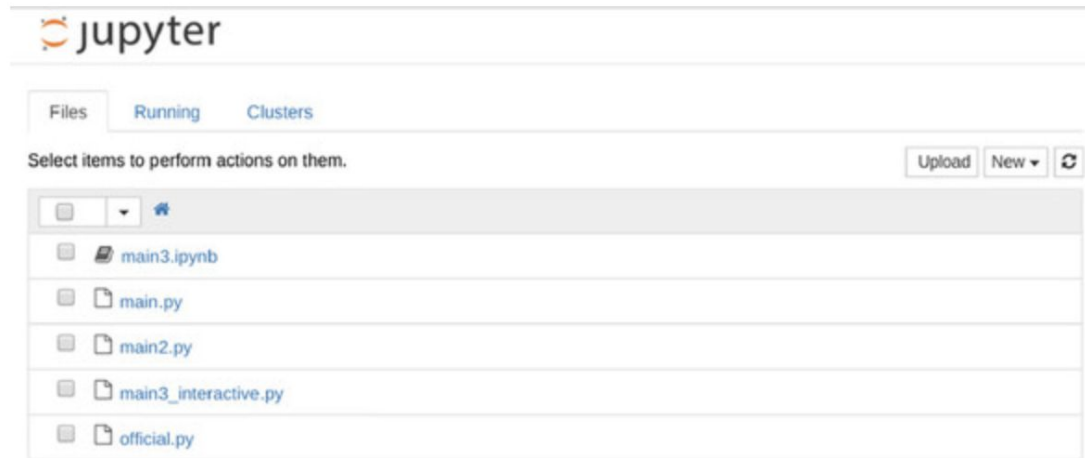 jupyter
Files Running Clusters
Select items to perform actions on them. Upload New
main3.ipynb
main.py
main2.py
main3_interactive.py
official.py